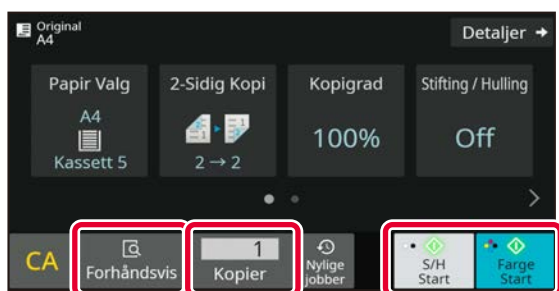 Original
A4
Detaljer
Papir Valg
A4
Kassett 5
2-Sidig Kopi
2 → 2
Kopigrad
100%
Stifting / Hulling
Off
CA
Forhåndsvis
1
Kopier
Nylige
jobber
S/H
Start
Farge
Start